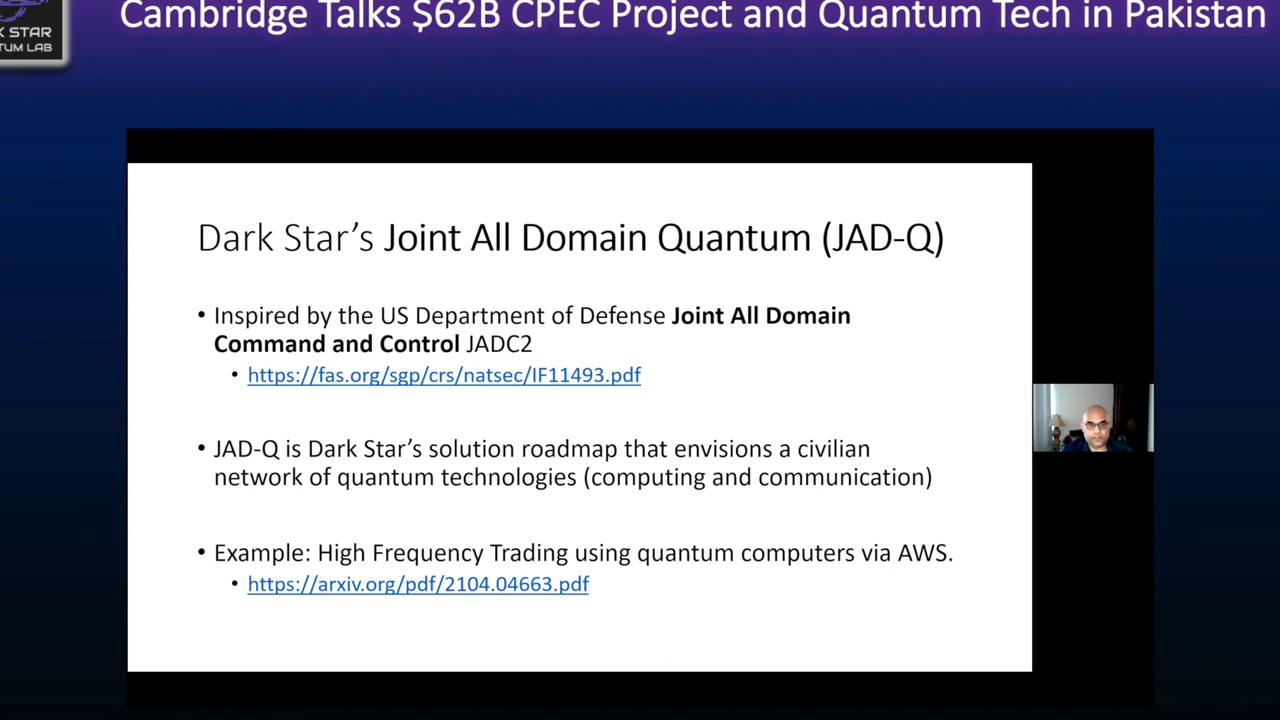 Cambridge Talks $62B CPEC Project and Quantum Tech in Pakistan
K STAR
TUM LAB
Dark Star’s Joint All Domain Quantum (JAD-Q)
• Inspired by the US Department of Defense Joint All Domain
Command and Control JADC2
• https://fas.org/sgp/crs/natsec/IF11493.pdf
• JAD-Q is Dark Star’s solution roadmap that envisions a civilian
network of quantum technologies (computing and communication)
• Example: High Frequency Trading using quantum computers via AWS.
• https://arxiv.org/pdf/2104.04663.pdf